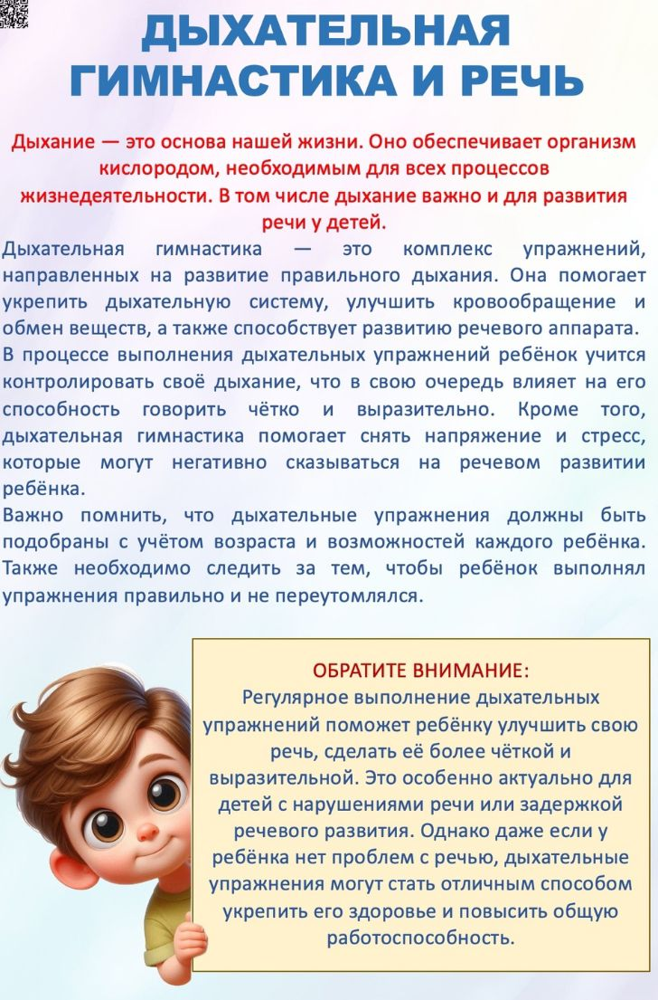 ДЫХАТЕЛЬНАЯ
ГИМНАСТИКА И РЕЧЬ
Дыхание — это основа нашей жизни. Оно обеспечивает организм
кислородом, необходимым для всех процессов
жизнедеятельности. В том числе дыхание важно и для развития
речи у детей.
Дыхательная гимнастика — это комплекс упражнений,
направленных на развитие правильного дыхания. Она помогает
укрепить дыхательную систему, улучшить кровообращение и
обмен веществ, а также способствует развитию речевого аппарата.
В процессе выполнения дыхательных упражнений ребёнок учится
контролировать своё дыхание, что в свою очередь влияет на его
способность говорить чётко и выразительно. Кроме того,
дыхательная гимнастика помогает снять напряжение и стресс,
которые могут негативно сказываться на речевом развитии
ребёнка.
Важно помнить, что дыхательные упражнения должны быть
подобраны с учётом возраста и возможностей каждого ребёнка.
Также необходимо следить за тем, чтобы ребёнок выполнял
упражнения правильно и не переутомлялся.
ОБРАТИТЕ ВНИМАНИЕ:
Регулярное выполнение дыхательных
упражнений поможет ребёнку улучшить свою
речь, сделать её более чёткой и
выразительной. Это особенно актуально для
детей с нарушениями речи или задержкой
речевого развития. Однако даже если у
ребёнка нет проблем с речью, дыхательные
упражнения могут стать отличным способом
укрепить его здоровье и повысить общую
работоспособность.